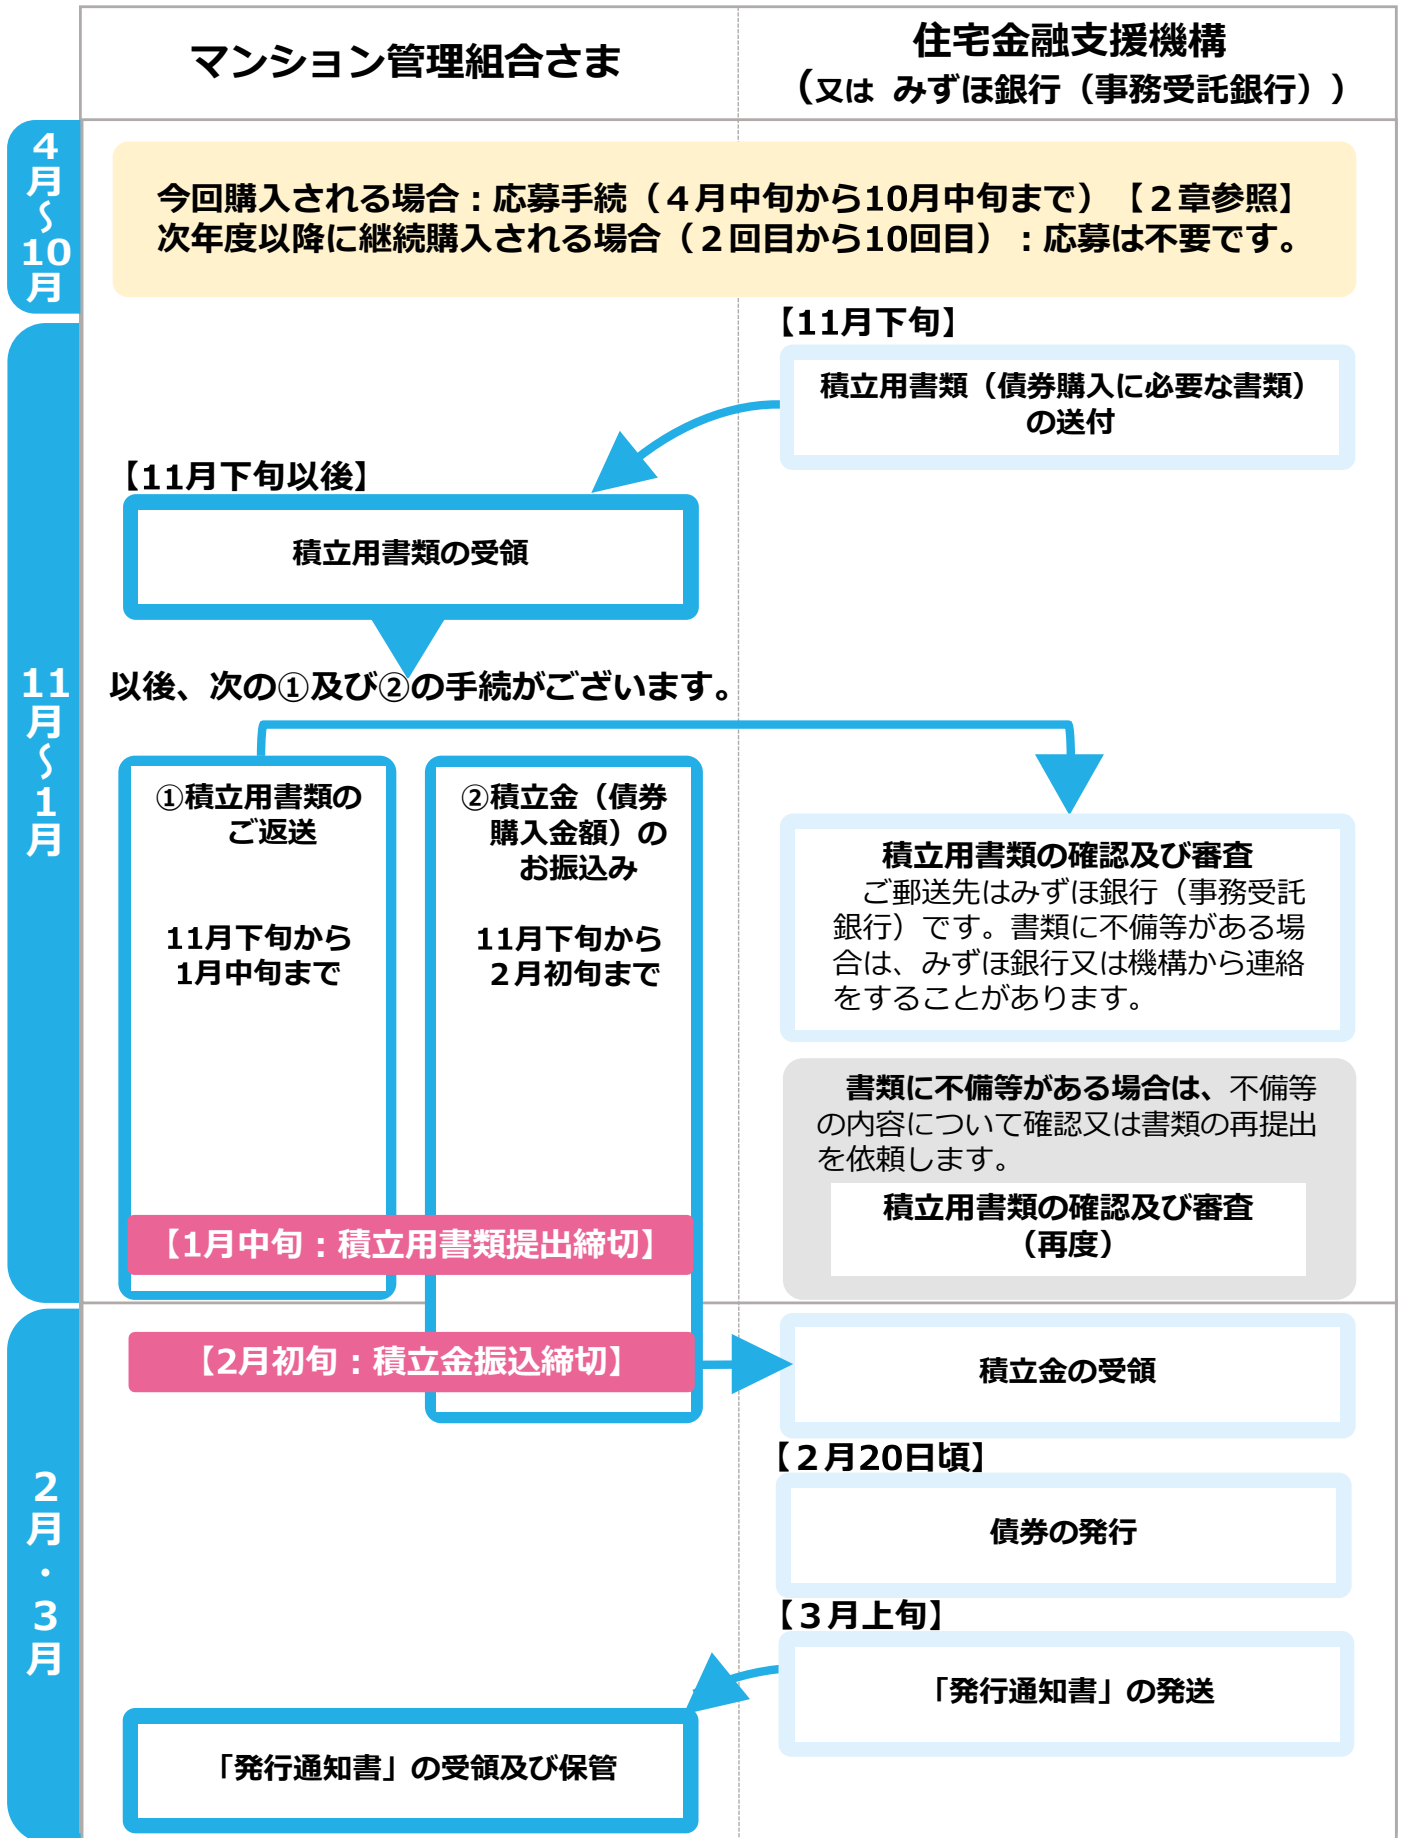 マンション管理組合さま
住宅金融支援機構
（又は みずほ銀行（事務受託銀行））
4月～10月
今回購入される場合：応募手続（４月中旬から10月中旬まで）【２章参照】
次年度以降に継続購入される場合（２回目から10回目）：応募は不要です。
11月～1月
【11月下旬】
積立用書類（債券購入に必要な書類）
の送付
【11月下旬以後】
積立用書類の受領
以後、次の①及び②の手続がございます。
①積立用書類の
ご返送
11月下旬から
1月中旬まで
②積立金（債券
購入金額）の
お振込み
11月下旬から
２月初旬まで
積立用書類の確認及び審査
ご郵送先はみずほ銀行（事務受託
銀行）です。書類に不備等がある場
合は、みずほ銀行又は機構から連絡
をすることがあります。
書類に不備等がある場合は、不備等
の内容について確認又は書類の再提出
を依頼します。
積立用書類の確認及び審査
（再度）
【1月中旬：積立用書類提出締切】
2月・3月
【2月初旬：積立金振込締切】
積立金の受領
【２月20日頃】
債券の発行
【３月上旬】
「発行通知書」の発送
「発行通知書」の受領及び保管